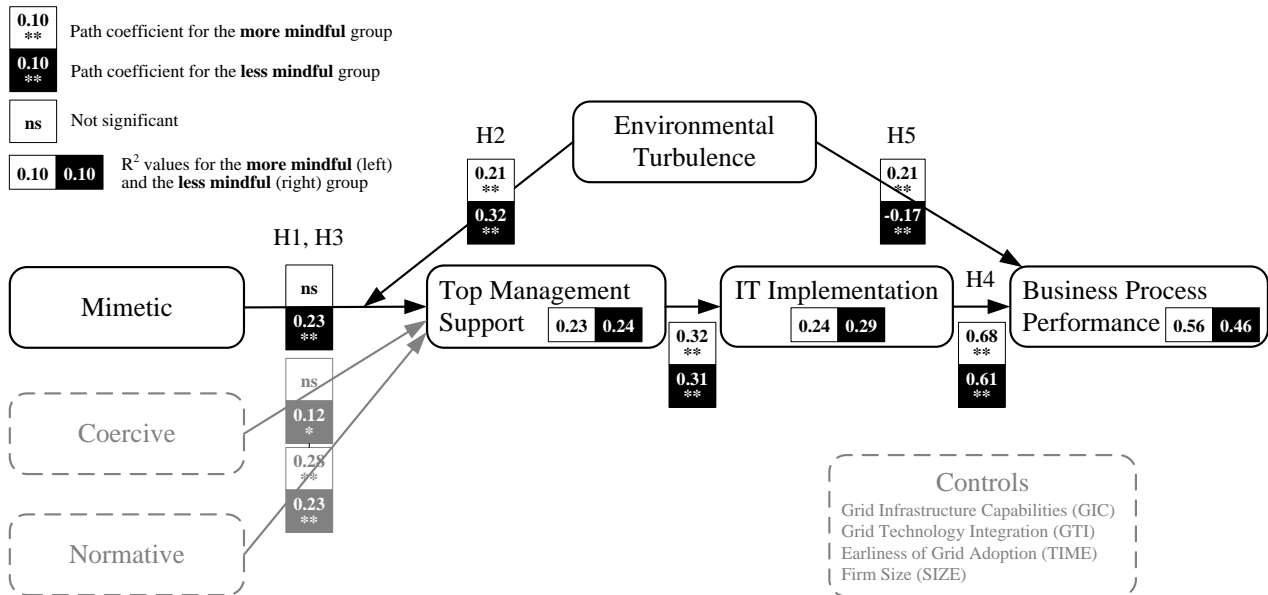 0.10
**
Path coefficient for the more mindful group
0.10
**
Path coefficient for the less mindful group
ns
Not significant
0.10 0.10
R² values for the more mindful (left)
and the less mindful (right) group
H2
Environmental
Turbulence
H5
0.21
**
0.32
**
0.21
**
-0.17
**
H1, H3
Mimetic
ns
0.23
**
Top Management
Support
0.23 0.24
0.32
**
0.31
**
IT Implementation
0.24 0.29
H4
0.68
**
0.61
**
Business Process
Performance
0.56 0.46
Coercive
ns
0.12
*
Normative
0.28
**
0.23
**
Controls
Grid Infrastructure Capabilities (GIC)
Grid Technology Integration (GTI)
Earliness of Grid Adoption (TIME)
Firm Size (SIZE)